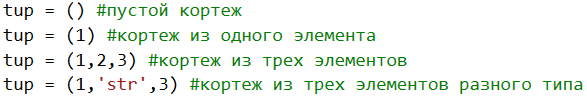 tup = () #пустой кортеж
tup = (1) #кортеж из одного элемента
tup = (1,2,3) #кортеж из трех элементов
tup = (1,'str',3) #кортеж из трех элементов разного типа